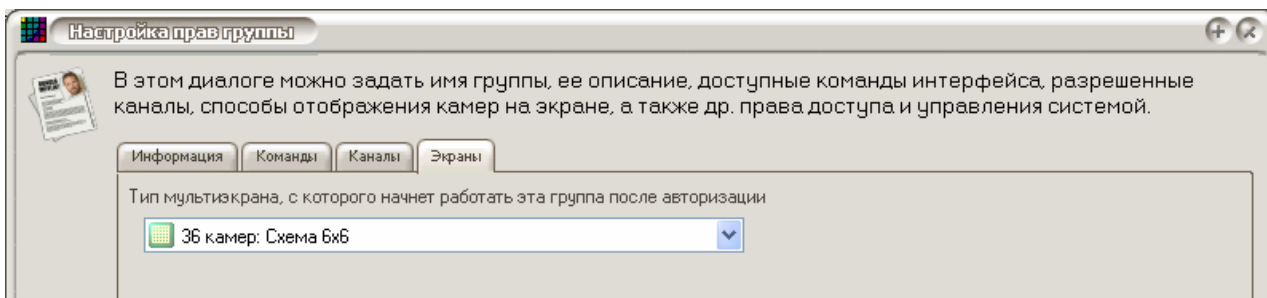 Настройка прав группы
В этом диалоге можно задать имя группы, ее описание, доступные команды интерфейса, разрешенные
каналы, способы отображения камер на экране, а также др. права доступа и управления системой.
Информация Команды Каналы Экраны
Тип мультиэкрана, с которого начнет работать эта группа после авторизации
36 камер: Схема 6x6